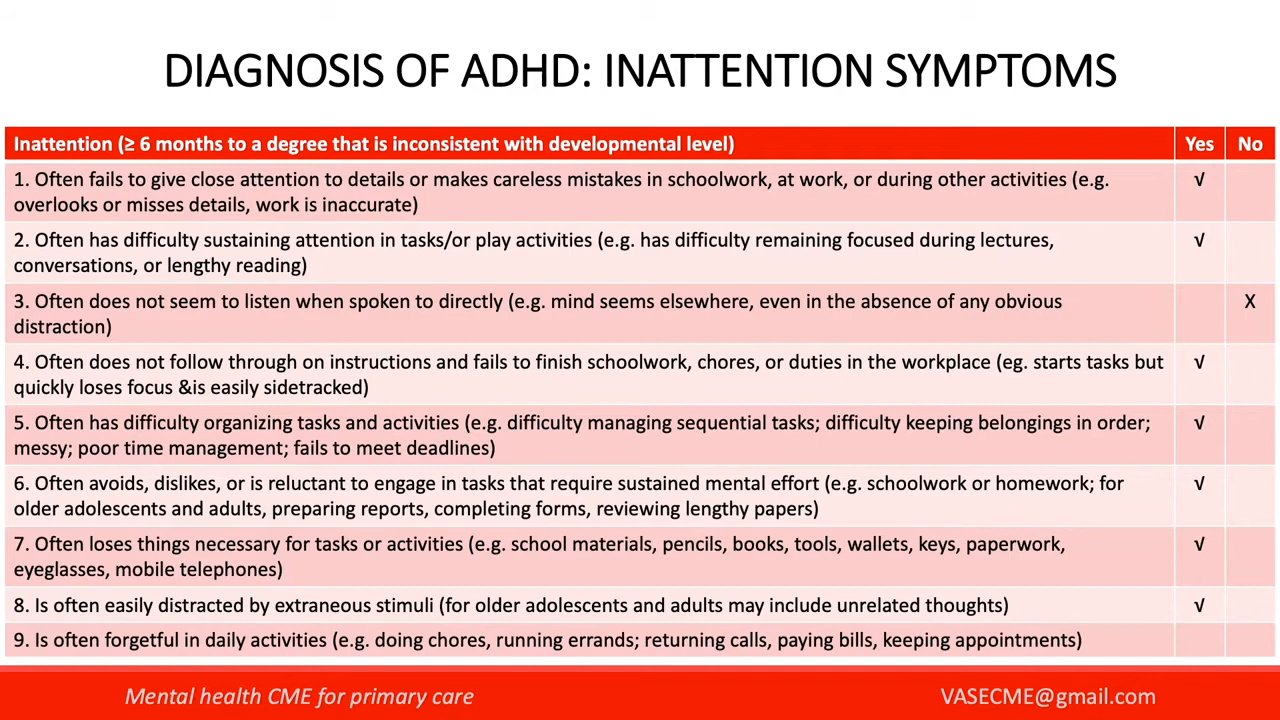 DIAGNOSIS OF ADHD: INATTENTION SYMPTOMS
Inattention (≥ 6 months to a degree that is inconsistent with developmental level) Yes No
1. Often fails to give close attention to details or makes careless mistakes in schoolwork, at work, or during other activities (e.g. √
overlooks or misses details, work is inaccurate)
2. Often has difficulty sustaining attention in tasks/or play activities (e.g. has difficulty remaining focused during lectures, √
conversations, or lengthy reading)
3. Often does not seem to listen when spoken to directly (e.g. mind seems elsewhere, even in the absence of any obvious X
distraction)
4. Often does not follow through on instructions and fails to finish schoolwork, chores, or duties in the workplace (eg. starts tasks but √
quickly loses focus &is easily sidetracked)
5. Often has difficulty organizing tasks and activities (e.g. difficulty managing sequential tasks; difficulty keeping belongings in order; √
messy; poor time management; fails to meet deadlines)
6. Often avoids, dislikes, or is reluctant to engage in tasks that require sustained mental effort (e.g. schoolwork or homework; for √
older adolescents and adults, preparing reports, completing forms, reviewing lengthy papers)
7. Often loses things necessary for tasks or activities (e.g. school materials, pencils, books, tools, wallets, keys, paperwork, √
eyeglasses, mobile telephones)
8. Is often easily distracted by extraneous stimuli (for older adolescents and adults may include unrelated thoughts) √
9. Is often forgetful in daily activities (e.g. doing chores, running errands; returning calls, paying bills, keeping appointments)
Mental health CME for primary care VASECME@gmail.com